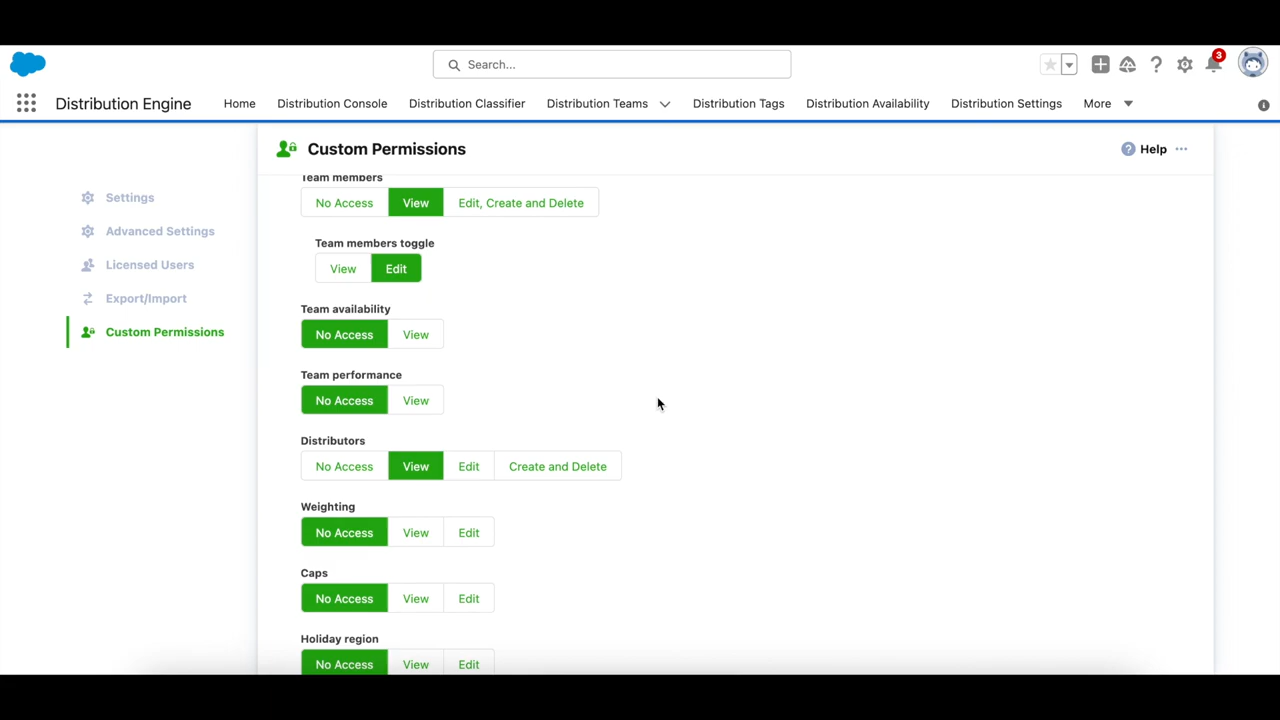 Search...
3
Distribution Engine Home Distribution Console Distribution Classifier Distribution Teams Distribution Tags Distribution Availability Distribution Settings More
Custom Permissions
Help
Settings
Advanced Settings
Licensed Users
Export/Import
Custom Permissions
Team members
No Access View Edit, Create and Delete
Team members toggle
View Edit
Team availability
No Access View
Team performance
No Access View
Distributors
No Access View Edit Create and Delete
Weighting
No Access View Edit
Caps
No Access View Edit
Holiday region
No Access View Edit